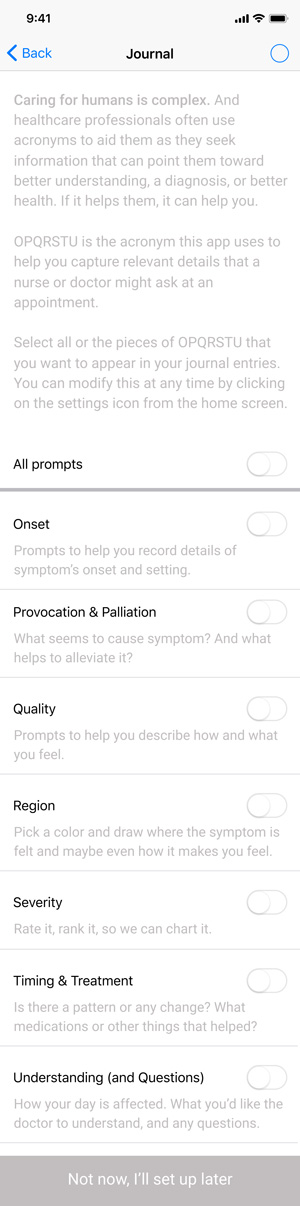 9:41
Back
Journal
Caring for humans is complex. And
healthcare professionals often use
acronyms to aid them as they seek
information that can point them toward
better understanding, a diagnosis, or better
health. If it helps them, it can help you.
OPQRSTU is the acronym this app uses to
help you capture relevant details that a
nurse or doctor might ask at an
appointment.
Select all or the pieces of OPQRSTU that
you want to appear in your journal entries.
You can modify this at any time by clicking
on the settings icon from the home screen.
All prompts
Onset
Prompts to help you record details of
symptom's onset and setting.
Provocation & Palliation
What seems to cause symptom? And what
helps to alleviate it?
Quality
Prompts to help you describe how and what
you feel.
Region
Pick a color and draw where the symptom is
felt and maybe even how it makes you feel.
Severity
Rate it, rank it, so we can chart it.
Timing & Treatment
Is there a pattern or any change? What
medications or other things that helped?
Understanding (and Questions)
How your day is affected. What you'd like the
doctor to understand, and any questions.
Not now, I'll set up later